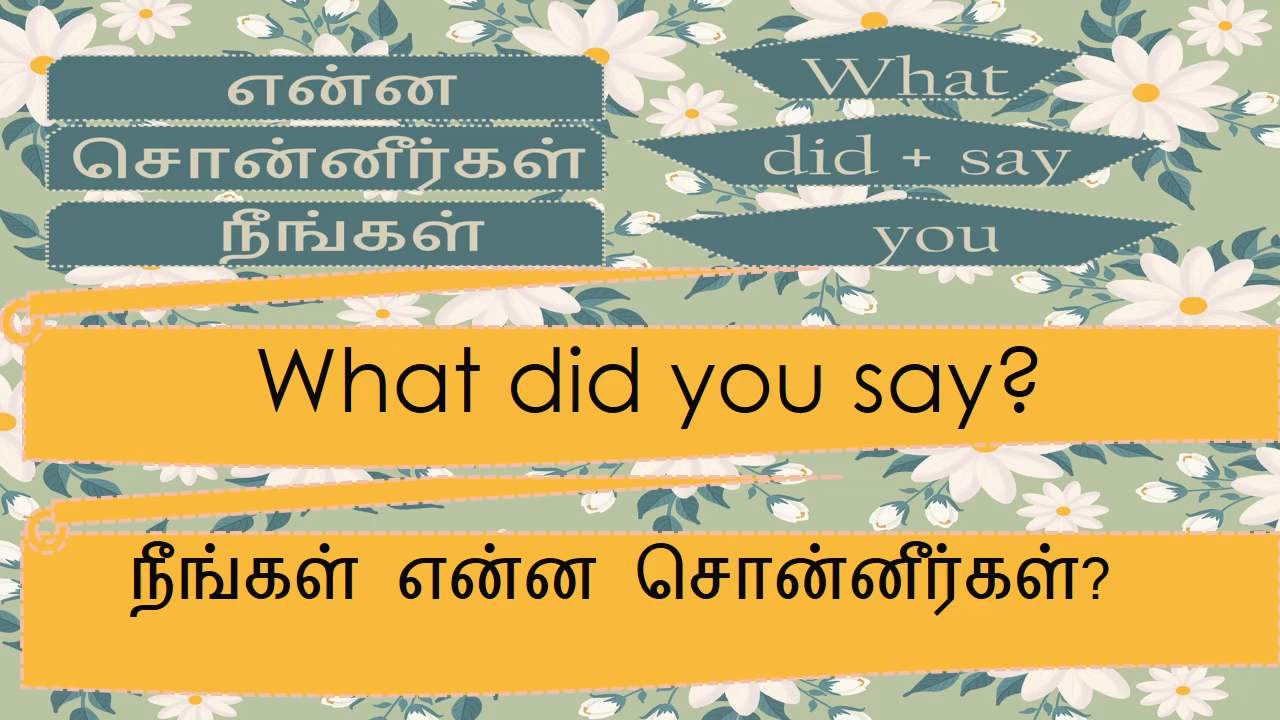 என்ன What
சொன்னீர்கள் did + say
நீங்கள் you
What did you say?
நீங்கள் என்ன சொன்னீர்கள்?